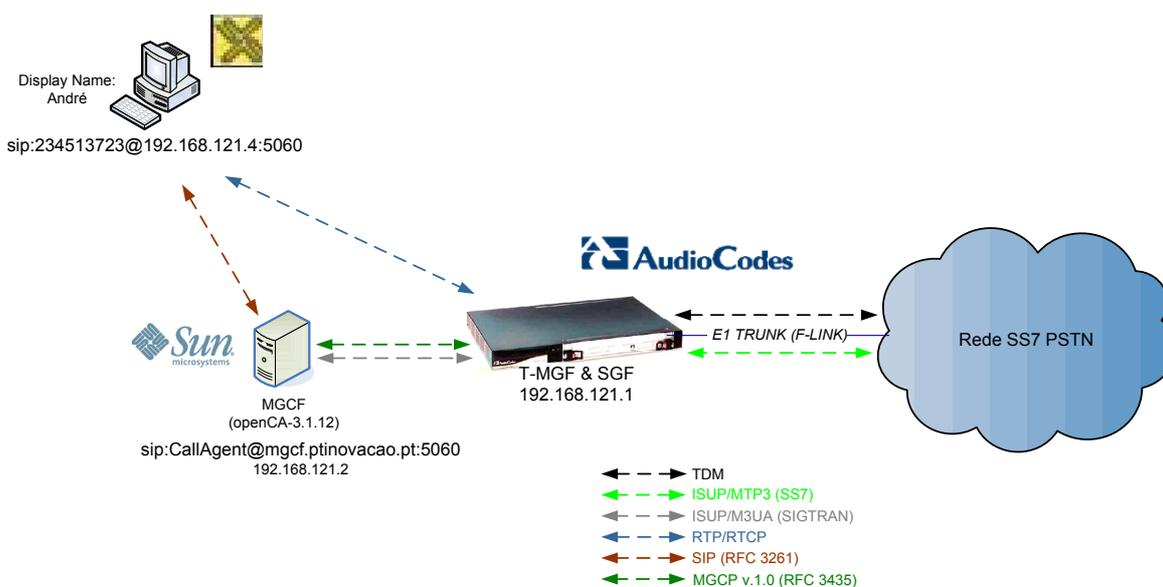 Display Name:
André
sip:234513723@192.168.121.4:5060
AudioCodes
Sun
microsystems
E1 TRUNK (F-LINK)
Rede SS7 PSTN
T-MGF & SGF
192.168.121.1
MGCF
(openCA-3.1.12)
sip:CallAgent@mgcf.ptinovacao.pt:5060
192.168.121.2
TDM
ISUP/MTP3 (SS7)
ISUP/M3UA (SIGTRAN)
RTP/RTCP
SIP (RFC 3261)
MGCP v.1.0 (RFC 3435)